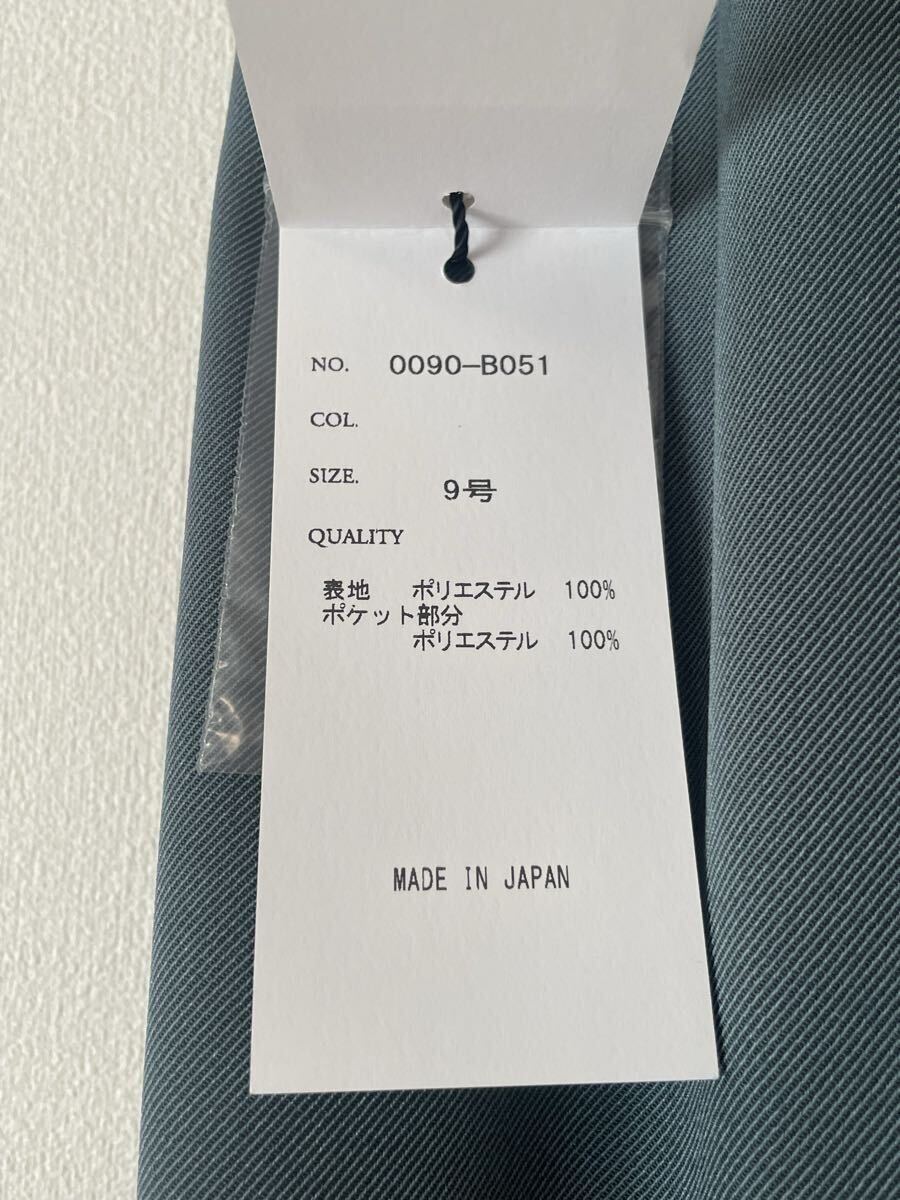 NO. 0090-B051
COL.
SIZE. 9号
QUALITY
表地 ポリエステル 100%
ポケット部分
ポリエステル 100%
MADE IN JAPAN